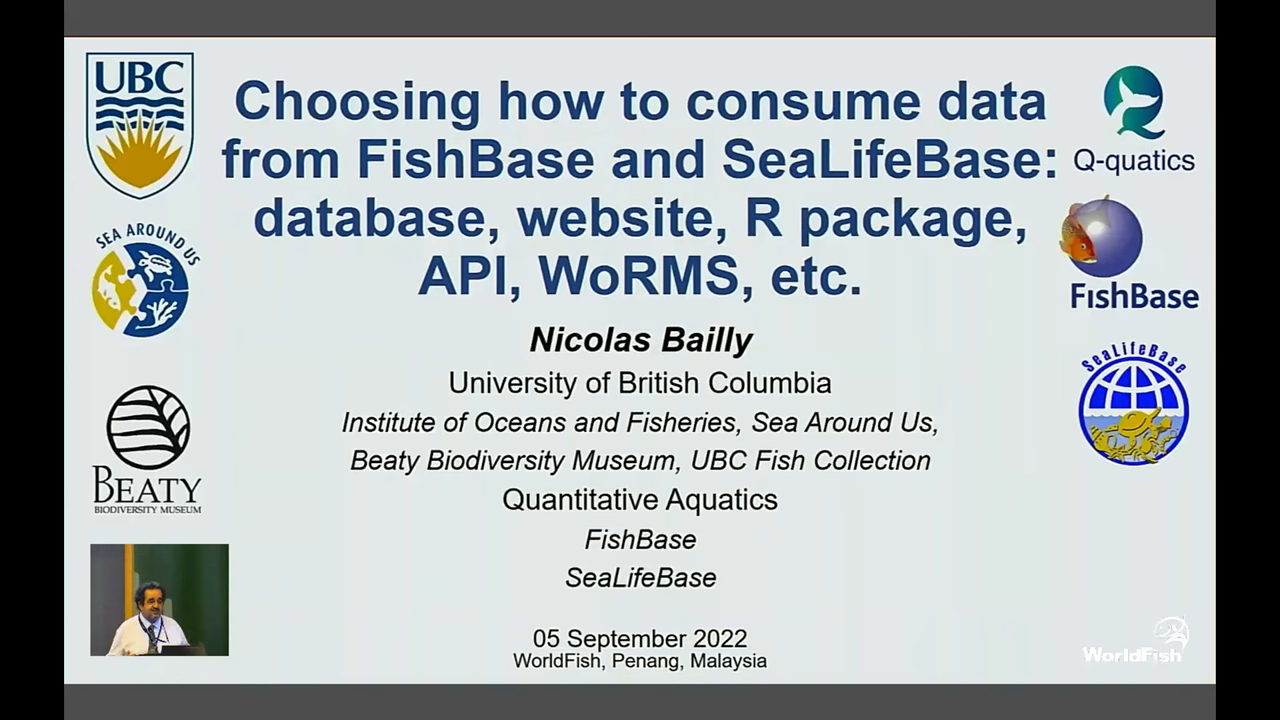 UBC
SEA AROUND US
BEATY
BIODIVERSITY MUSEUM
Choosing how to consume data
from FishBase and SeaLifeBase:
database, website, R package,
API, WoRMS, etc.
Nicolas Bailly
University of British Columbia
Institute of Oceans and Fisheries, Sea Around Us,
Beaty Biodiversity Museum, UBC Fish Collection
Quantitative Aquatics
FishBase
SeaLifeBase
05 September 2022
WorldFish, Penang, Malaysia
Q-quatics
FishBase
SeaLifeBase
WorldFish